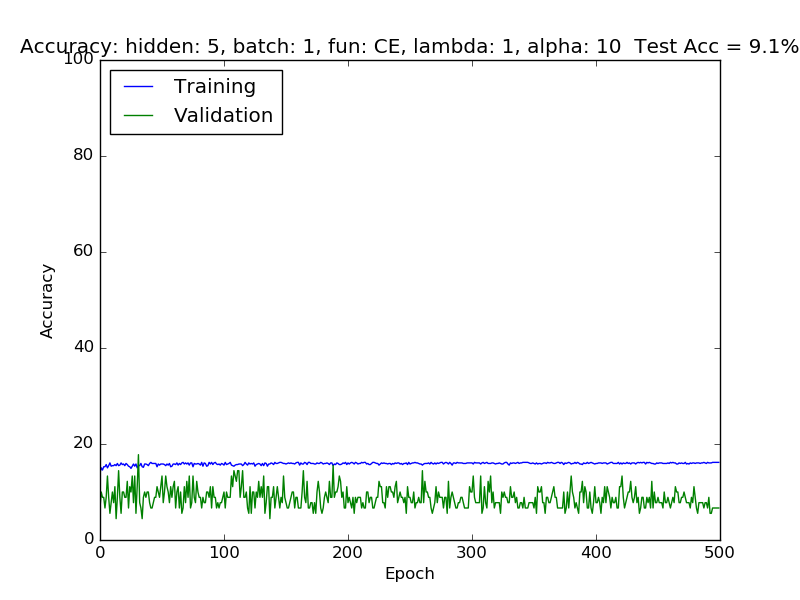 Accuracy: hidden: 5, batch: 1, fun: CE, lambda: 1, alpha: 10  Test Acc = 9.1%
100
Training
Validation
80
60
40
20
0
Accuracy
0 100 200 300 400 500
Epoch